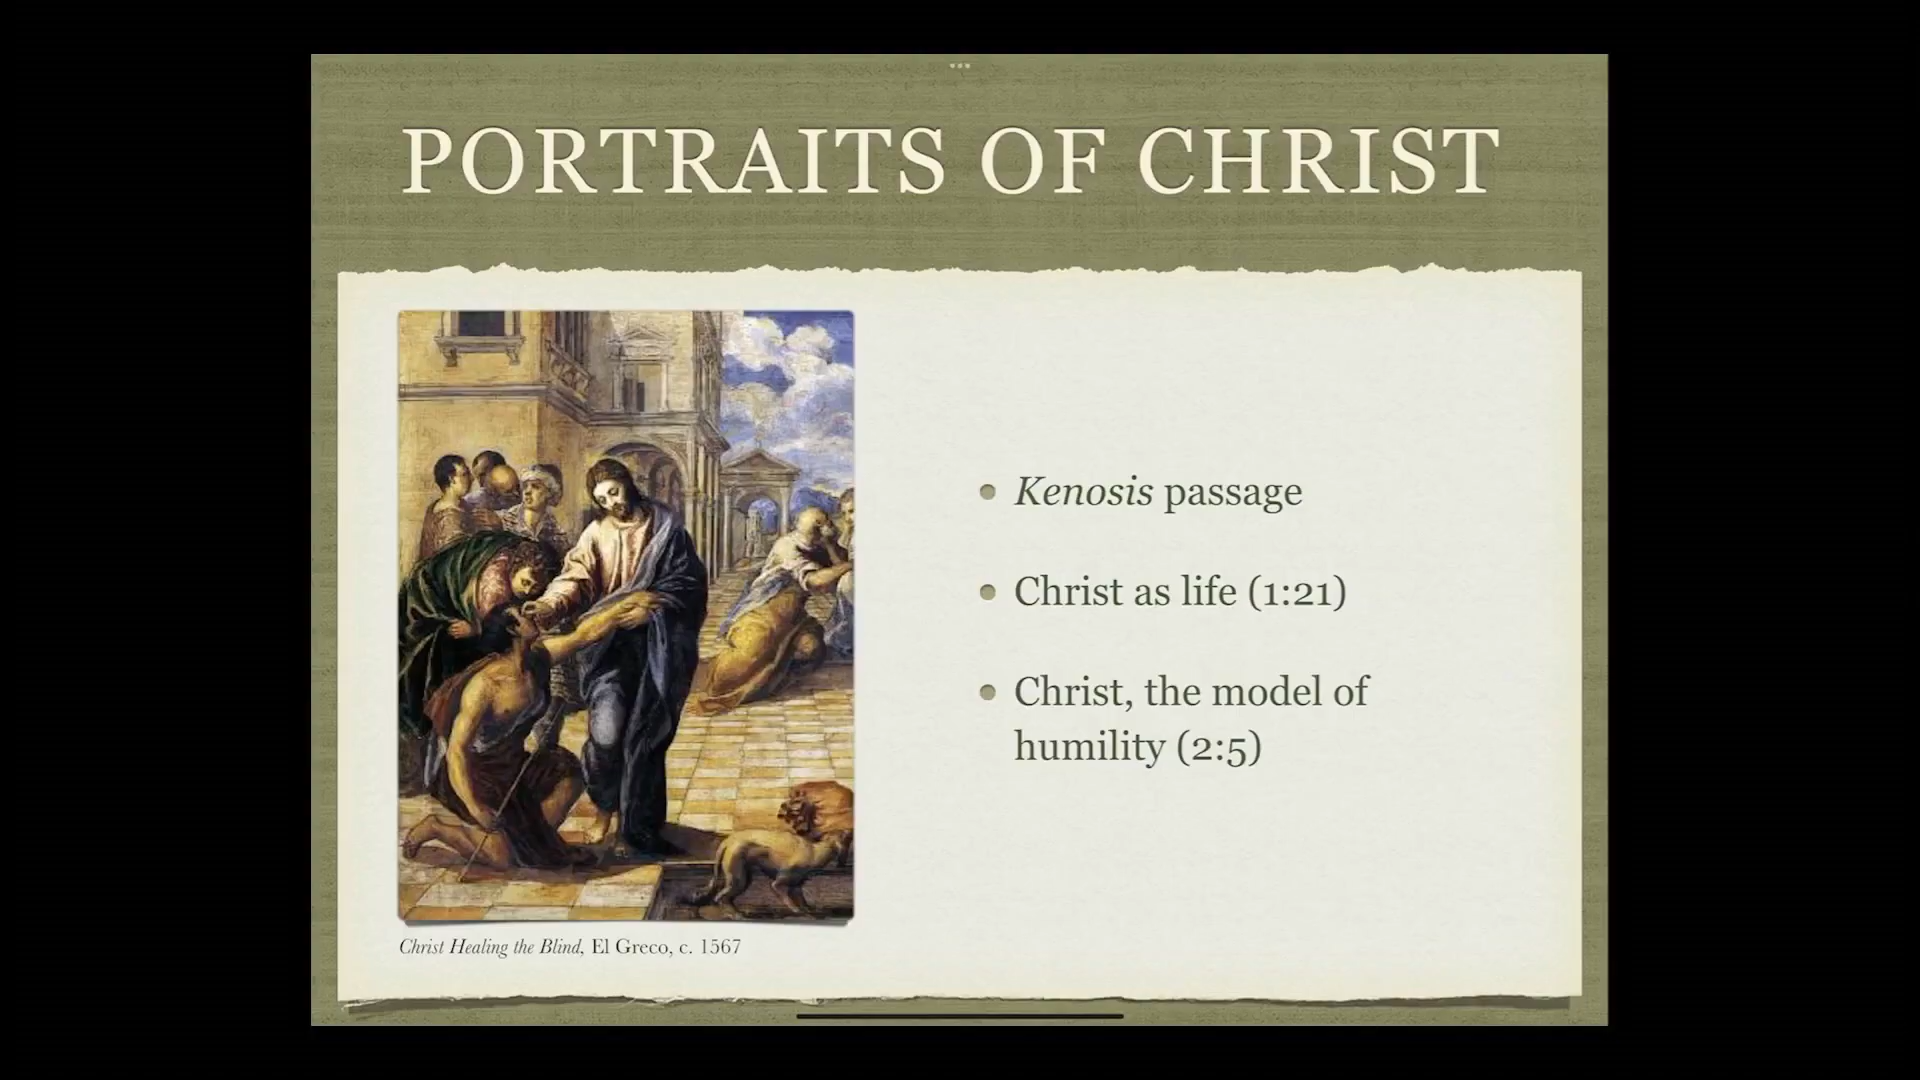 PORTRAITS OF CHRIST
Kenosis passage
Christ as life (1:21)
Christ, the model of
humility (2:5)
Christ Healing the Blind, El Greco, c. 1567